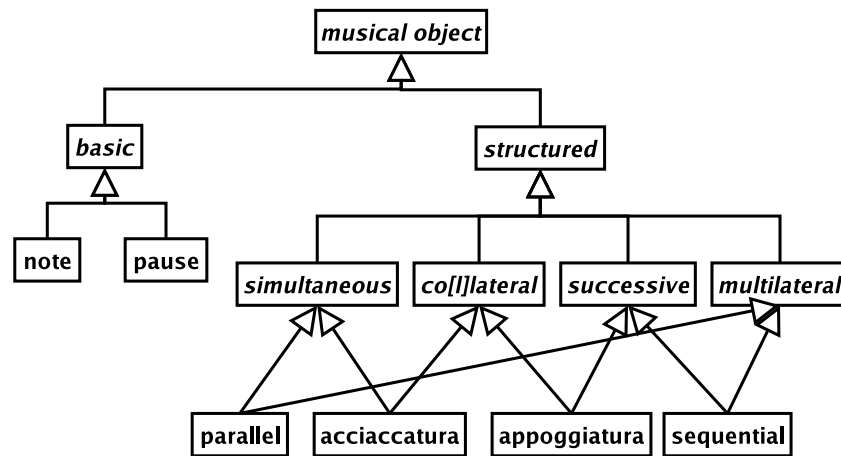 musical object
basic
structured
note
pause
simultaneous
co[l]lateral
successive
multilateral
parallel
acciaccatura
appoggiatura
sequential